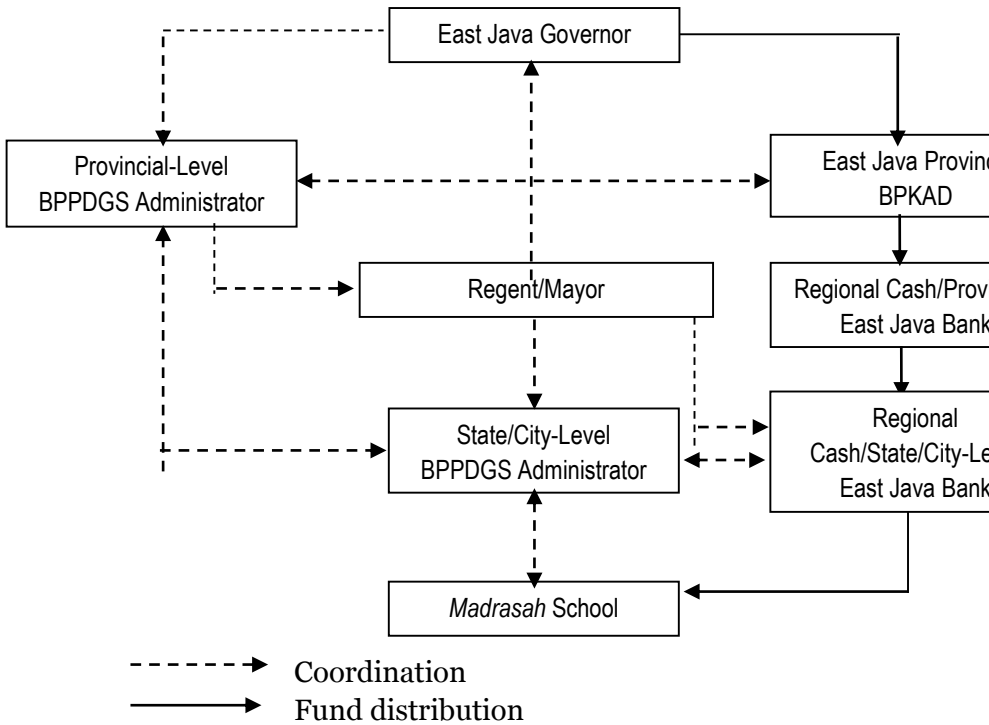 East Java Governor
Provincial-Level
BPPDGS Administrator
East Java Provinc
BPKAD
Regent/Mayor
Regional Cash/Prov
East Java Bank
State/City-Level
BPPDGS Administrator
Regional
Cash/State/City-Le
East Java Bank
Madrasah School
Coordination
Fund distribution